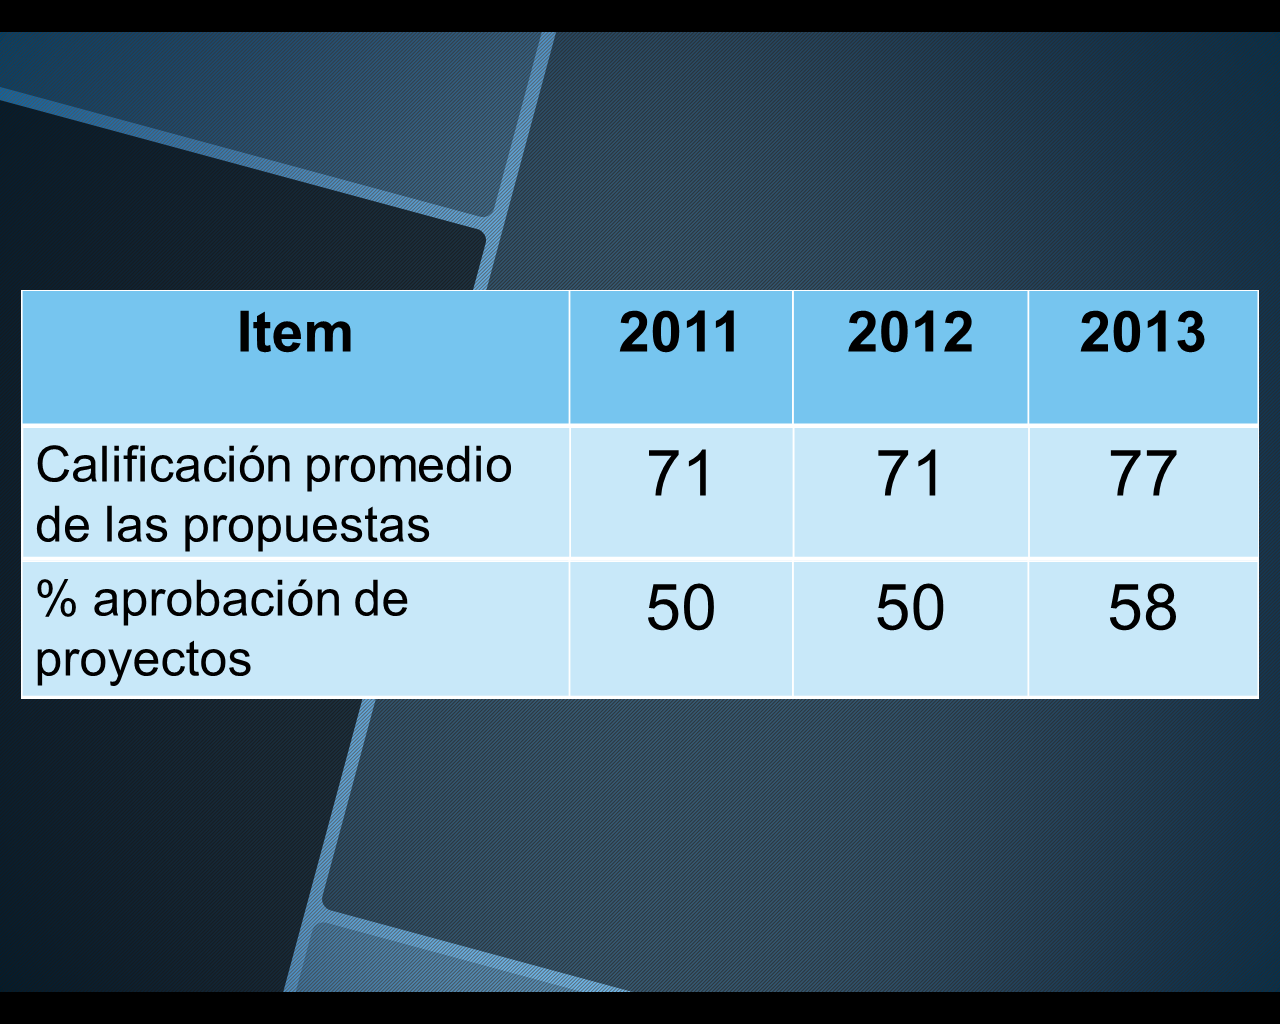 Item 2011 2012 2013
Calificación promedio 71 71 77
de las propuestas
% aprobación de 50 50 58
proyectos